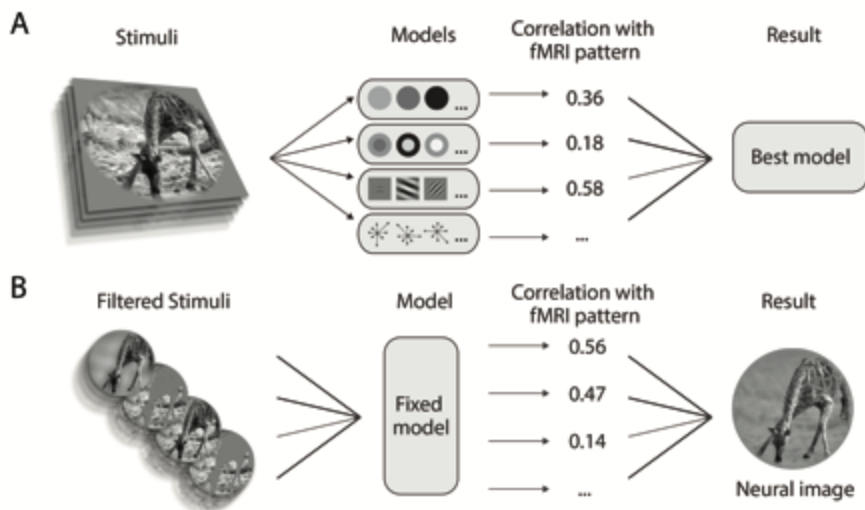 A
Stimuli
Models
Correlation with
fMRI pattern
Result
...
0.36
...
0.18
...
0.58
...
...
Best model
B
Filtered Stimuli
Model
Correlation with
fMRI pattern
Result
Fixed
model
0.56
0.47
0.14
...
Neural image